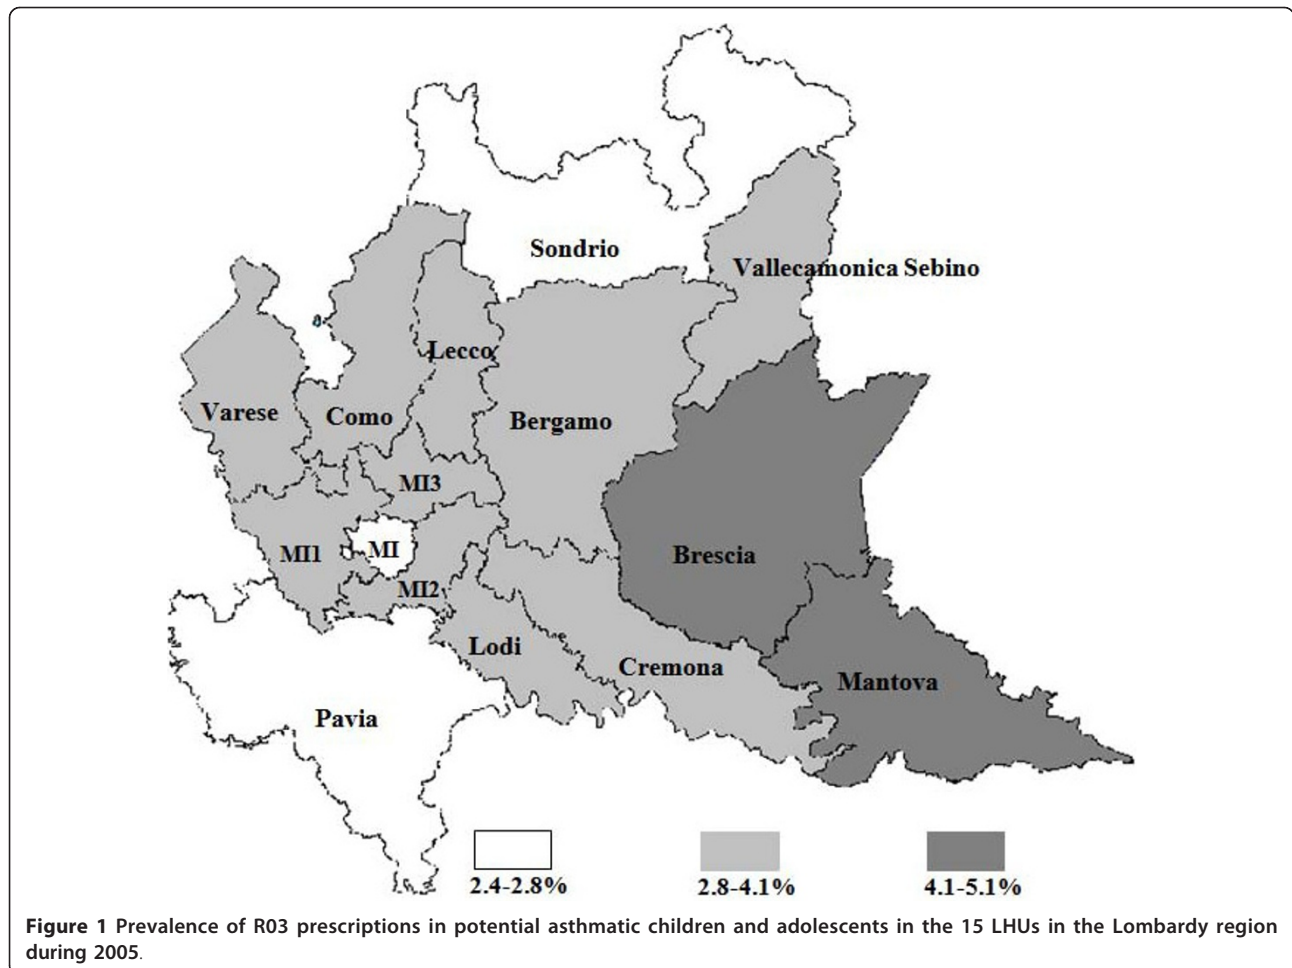 Sondrio
Vallecamonica Sebino
Lecco
Varese
Como
Bergamo
MI3
MI1
MI
Brescia
MI2
Lodi
Cremona
Mantova
Pavia
2.4-2.8%
2.8-4.1%
4.1-5.1%
Figure 1 Prevalence of R03 prescriptions in potential asthmatic children and adolescents in the 15 LHUs in the Lombardy region
during 2005.